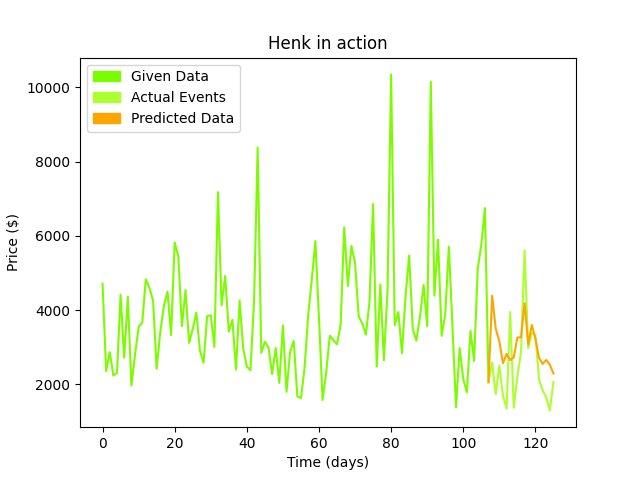 Henk in action
Given Data
Actual Events
Predicted Data
Price ($)
10000
8000
6000
4000
2000
0 20 40 60 80 100 120
Time (days)